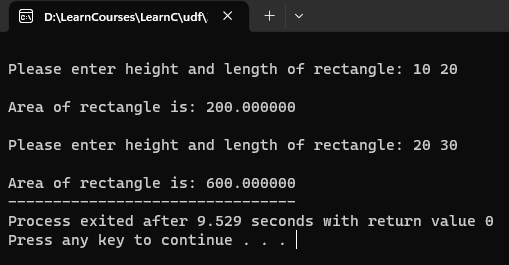 D:\LearnCourses\LearnC\udf\
Please enter height and length of rectangle: 10 20
Area of rectangle is: 200.000000
Please enter height and length of rectangle: 20 30
Area of rectangle is: 600.000000
--------------------------------
Process exited after 9.529 seconds with return value 0
Press any key to continue . . .